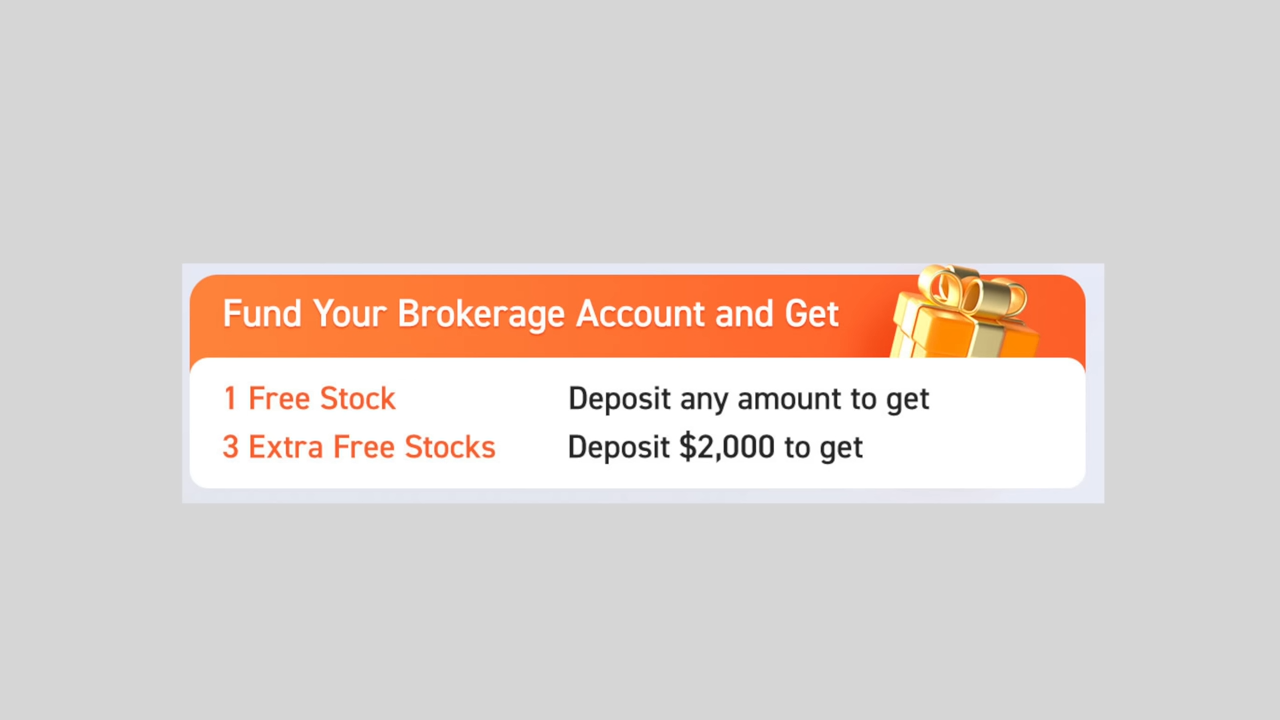 Fund Your Brokerage Account and Get
1 Free Stock Deposit any amount to get
3 Extra Free Stocks Deposit $2,000 to get